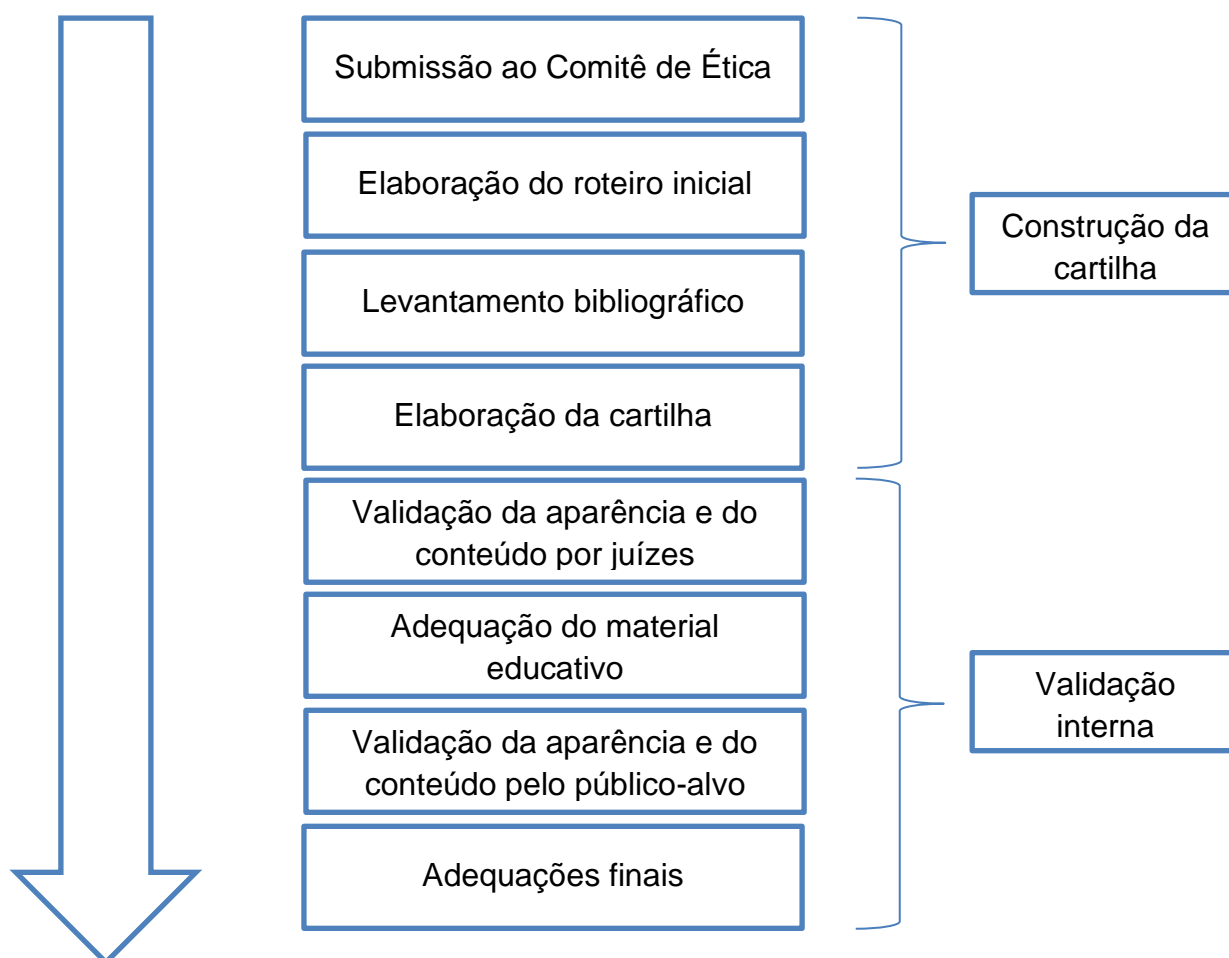 Submissão ao Comitê de Ética
Elaboração do roteiro inicial
Levantamento bibliográfico
Elaboração da cartilha
Construção da
cartilha
Validação da aparência e do
conteúdo por juízes
Adequação do material
educativo
Validação da aparência e do
conteúdo pelo público-alvo
Adequações finais
Validação
interna